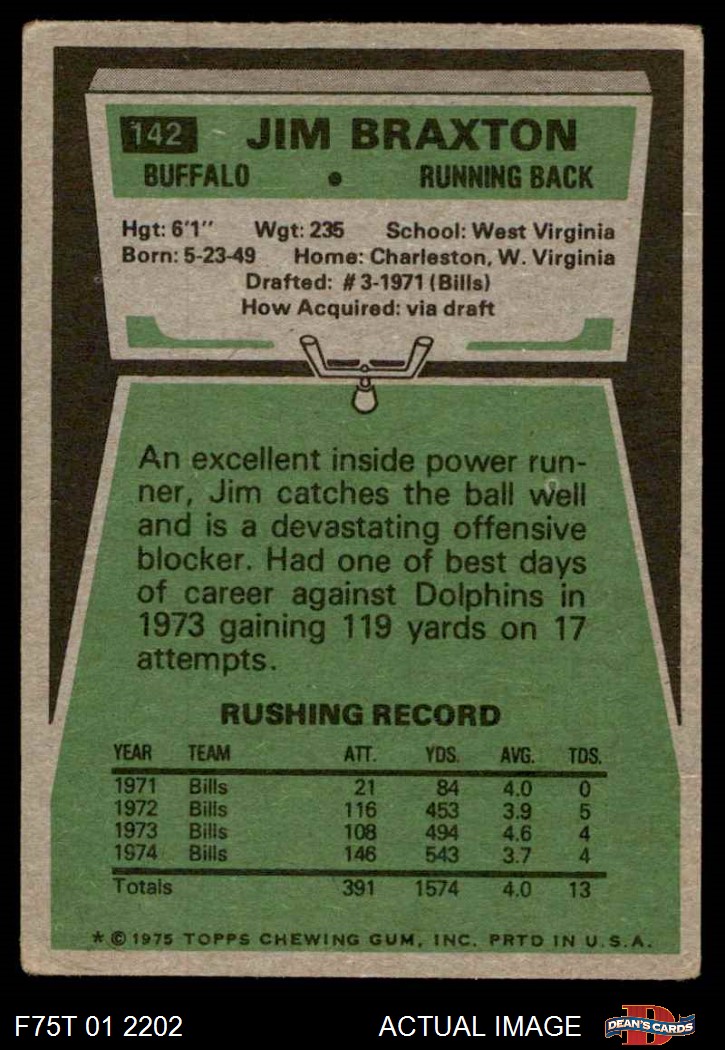 142 JIM BRAXTON
BUFFALO • RUNNING BACK
Hgt: 6'1" Wgt: 235 School: West Virginia
Born: 5-23-49 Home: Charleston, W. Virginia
Drafted: #3-1971 (Bills)
How Acquired: via draft
An excellent inside power run-
ner, Jim catches the ball well
and is a devastating offensive
blocker. Had one of best days
of career against Dolphins in
1973 gaining 119 yards on 17
attempts.
RUSHING RECORD
YEAR TEAM ATT. YDS. AVG. TDS.
1971 Bills 21 84 4.0 0
1972 Bills 116 453 3.9 5
1973 Bills 108 494 4.6 4
1974 Bills 146 543 3.7 4
Totals 391 1574 4.0 13
* © 1975 TOPPS CHEWING GUM, INC. PRTD IN U.S.A.
F75T 01 2202 ACTUAL IMAGE D DEAN'S CARDS